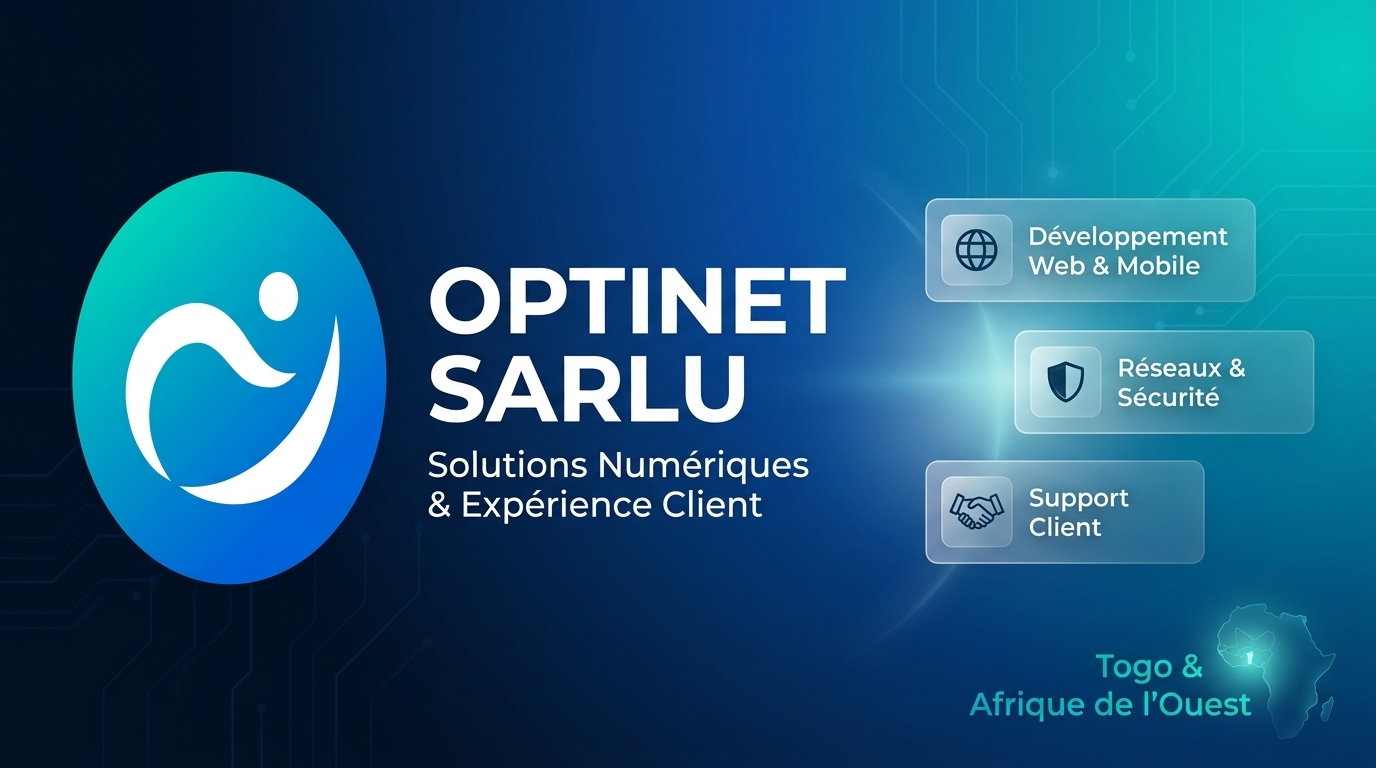 OPTINET
SARLU
Solutions Numériques
& Expérience Client
Développement
Web & Mobile
Réseaux &
Sécurité
Support
Client
Togo &
Afrique de l'Ouest